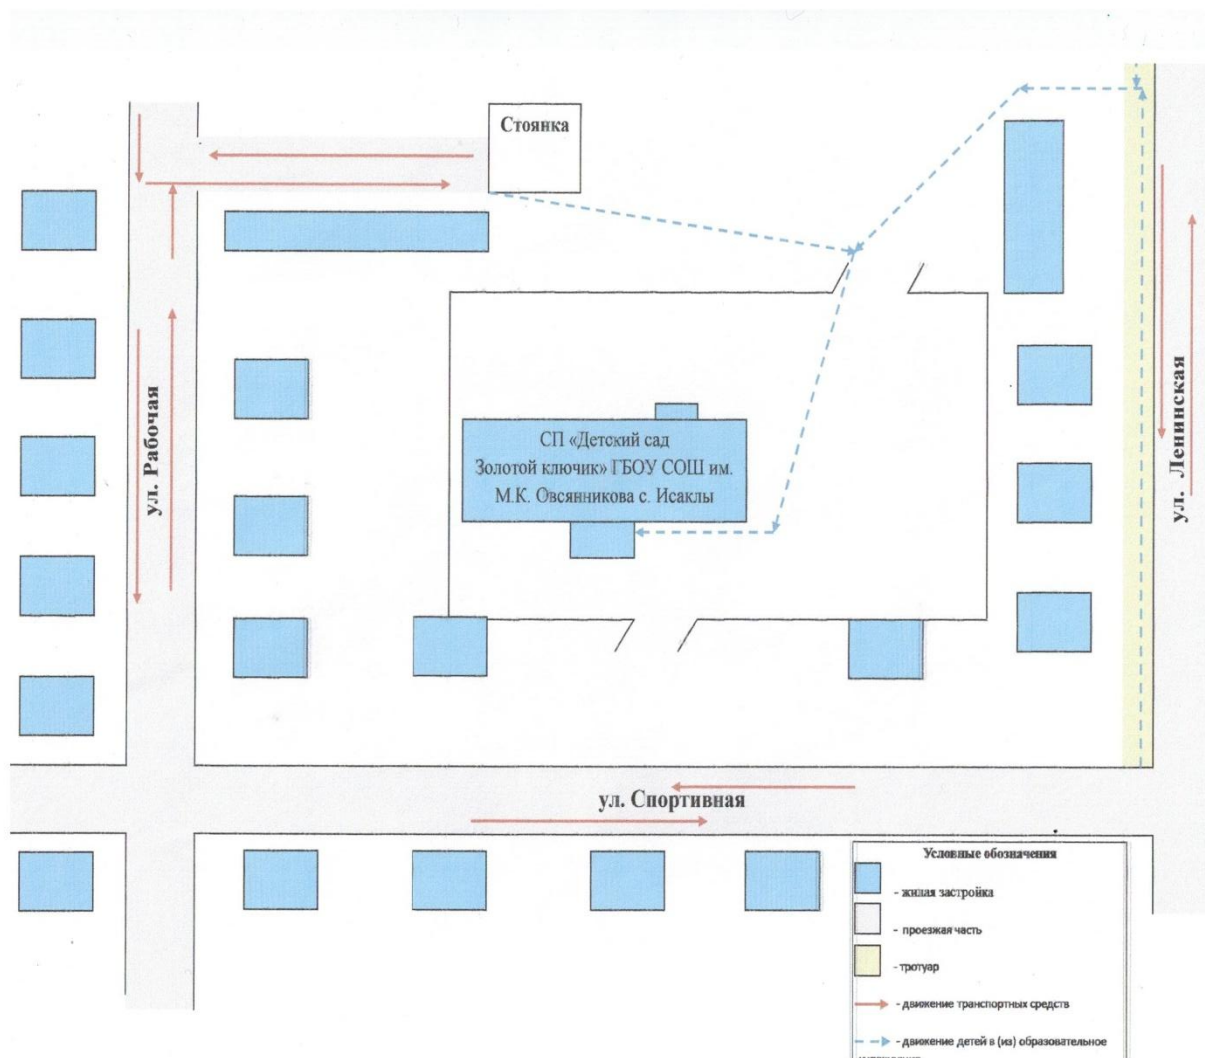 Стоянка
ул. Рабочая
СП «Детский сад
Золотой ключик» ГБОУ СОШ им.
М.К. Овсянникова с. Исаклы
ул. Ленинская
ул. Спортивная
Условные обозначения
- жилая застройка
- проезжая часть
- тротуар
- движение транспортных средств
- движение детей в (из) образовательное